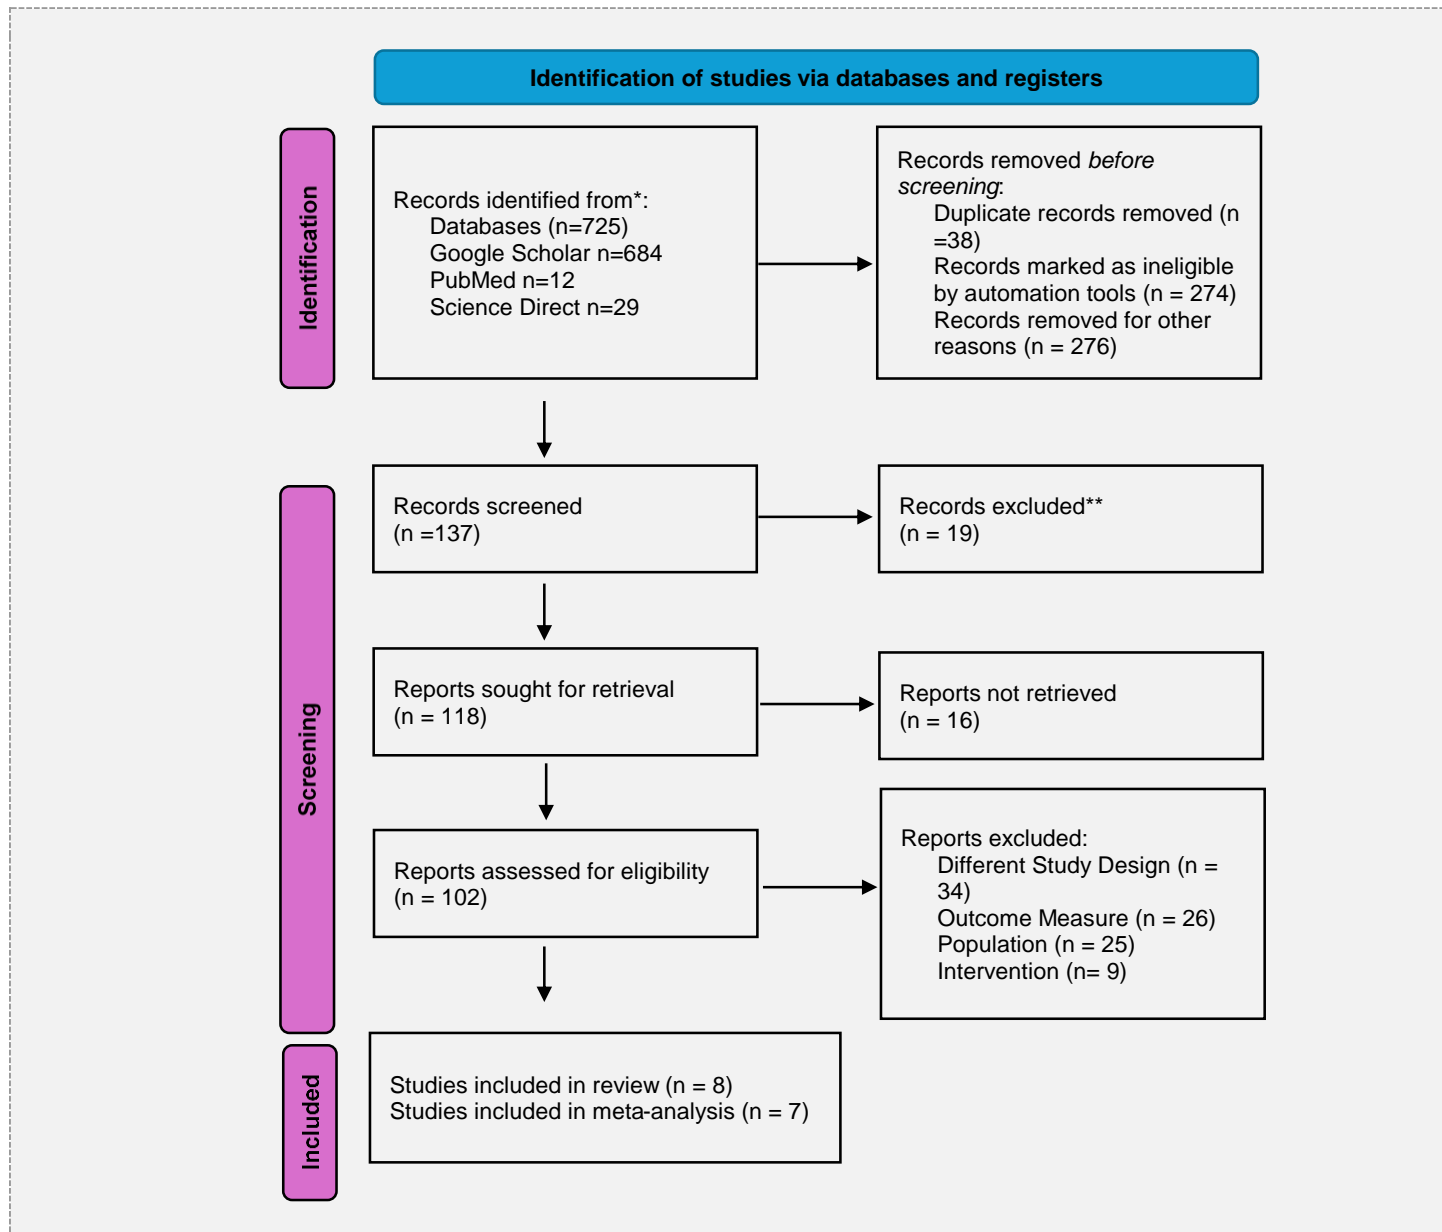 Identification of studies via databases and registers
Identification
Records identified from*:
Databases (n=725)
Google Scholar n=684
PubMed n=12
Science Direct n=29
Records removed before
screening:
Duplicate records removed (n
=38)
Records marked as ineligible
by automation tools (n = 274)
Records removed for other
reasons (n = 276)
Screening
Records screened
(n =137)
Records excluded**
(n = 19)
Reports sought for retrieval
(n = 118)
Reports not retrieved
(n = 16)
Reports assessed for eligibility
(n = 102)
Reports excluded:
Different Study Design (n =
34)
Outcome Measure (n = 26)
Population (n = 25)
Intervention (n= 9)
Included
Studies included in review (n = 8)
Studies included in meta-analysis (n = 7)